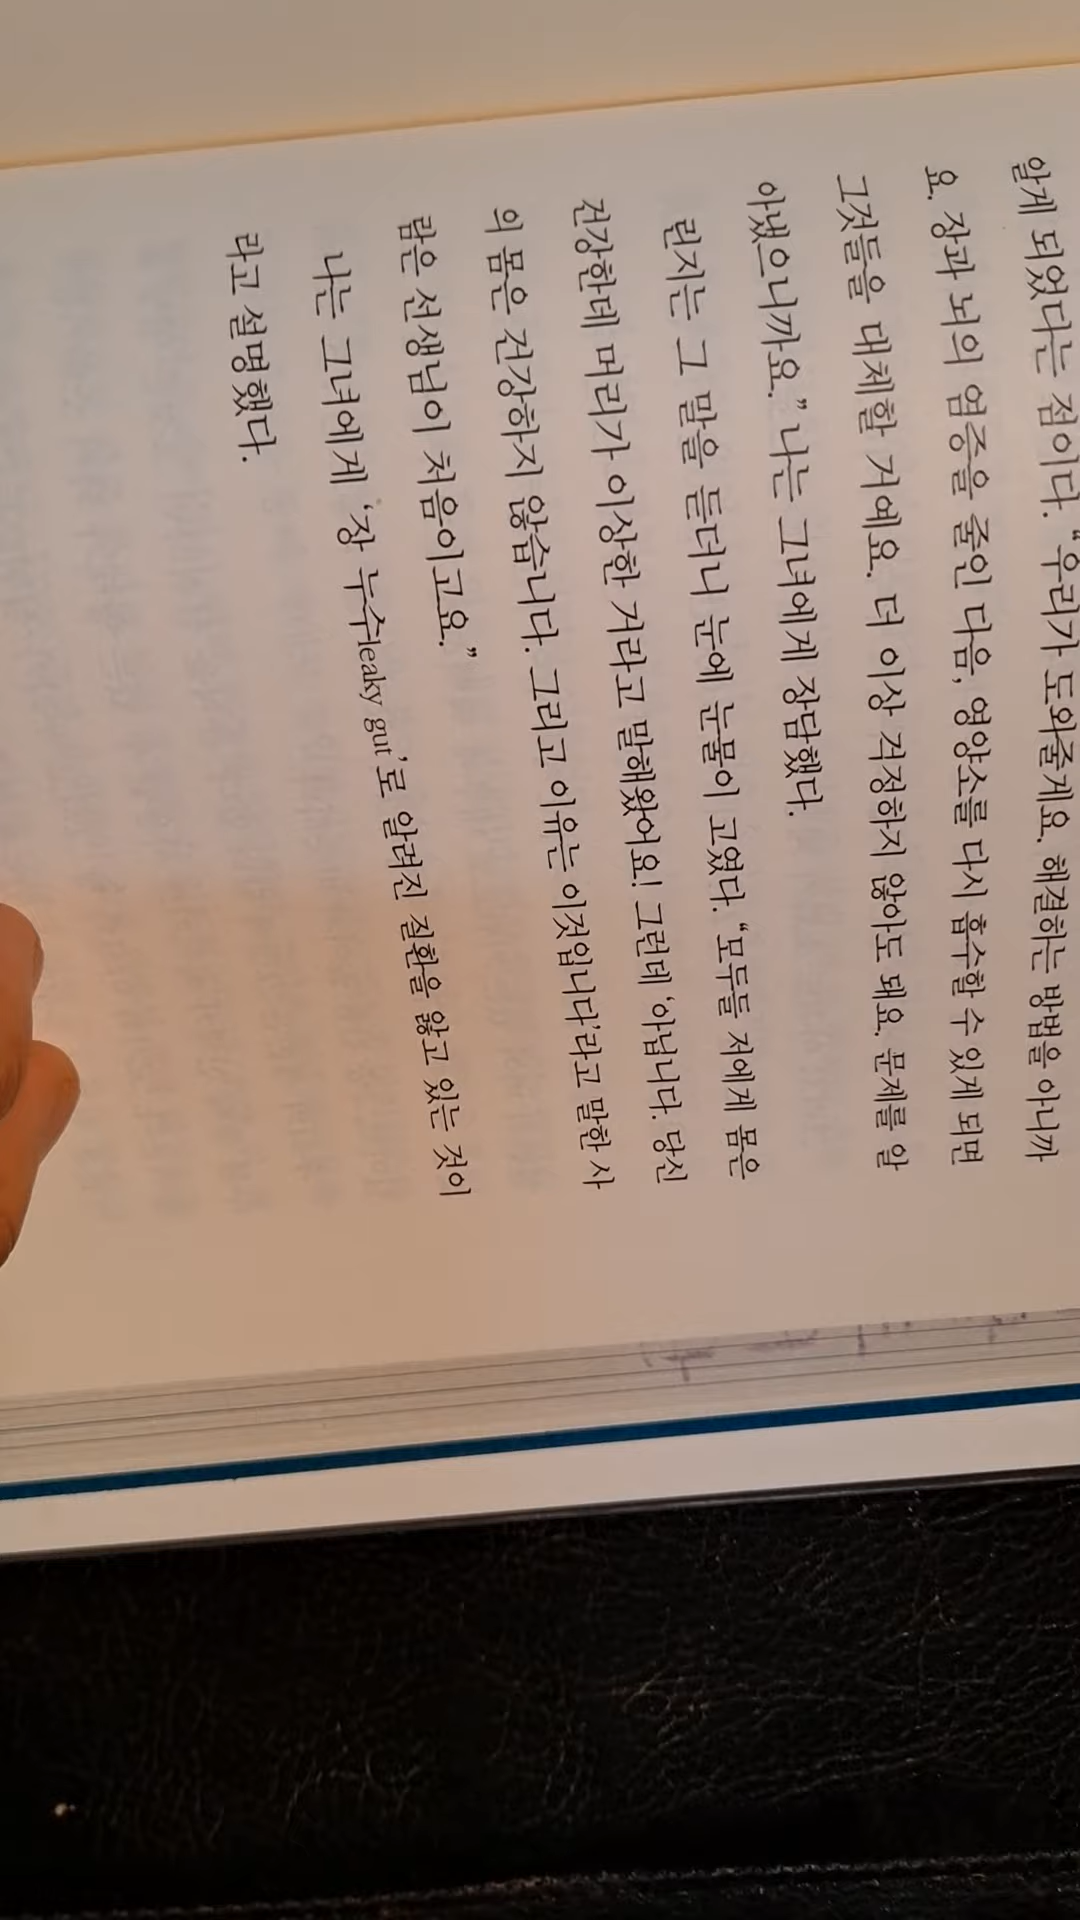 알게 되었다는 점이다. “우리가 도와줄게요. 해결하는 방법을 아니까
요. 장과 뇌의 염증을 줄인 다음, 영양소를 다시 흡수할 수 있게 되면
그것들을 대체할 거예요. 더 이상 걱정하지 않아도 돼요. 문제를 알
아냈으니까요.” 나는 그녀에게 장담했다.
린지는 그 말을 듣더니 눈에 눈물이 고였다. “모두들 저에게 몸은
건강한데 머리가 이상한 거라고 말해왔어요! 그런데 ‘아닙니다. 당신
의 몸은 건강하지 않습니다. 그리고 이유는 이것입니다’라고 말한 사
람은 선생님이 처음이고요.”
나는 그녀에게 ‘장 누수leaky gut’로 알려진 질환을 앓고 있는 것이
라고 설명했다.